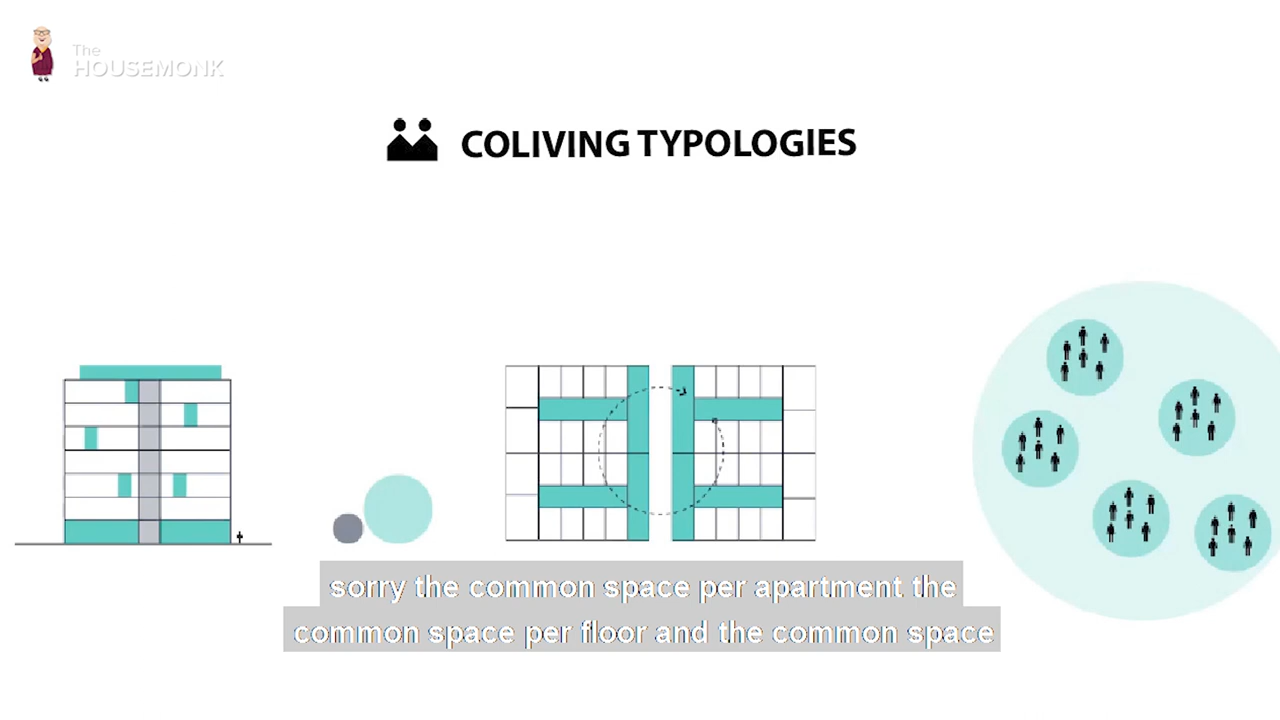 The
HOUSEMONK
COLIVING TYPOLOGIES
sorry the common space per apartment the
common space per floor and the common space